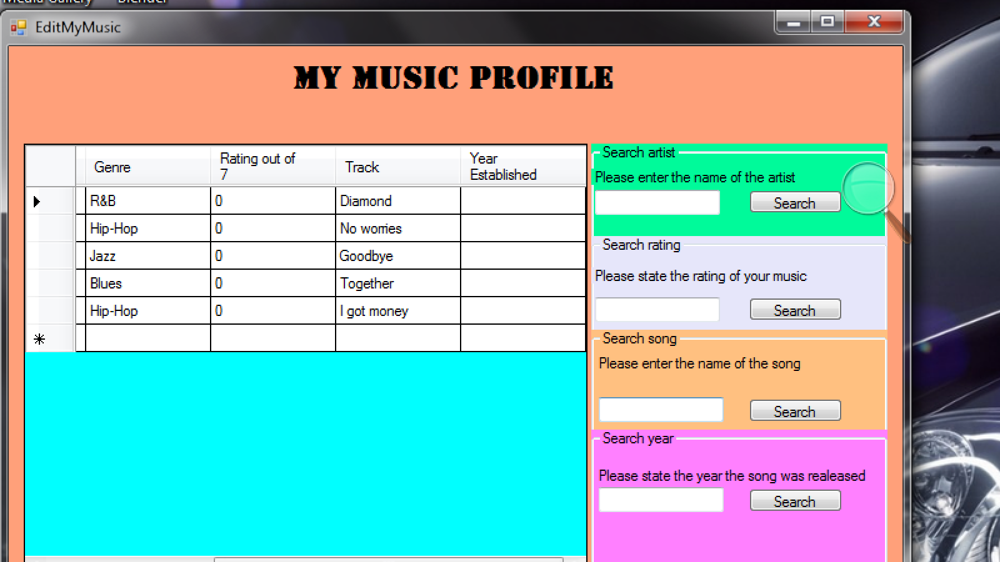 Media Gallery Blender
EditMyMusic
MY MUSIC PROFILE
Genre Rating out of 7 Track Year Established
R&B 0 Diamond
Hip-Hop 0 No worries
Jazz 0 Goodbye
Blues 0 Together
Hip-Hop 0 I got money
Search artist
Please enter the name of the artist
Search
Search rating
Please state the rating of your music
Search
Search song
Please enter the name of the song
Search
Search year
Please state the year the song was realeased
Search